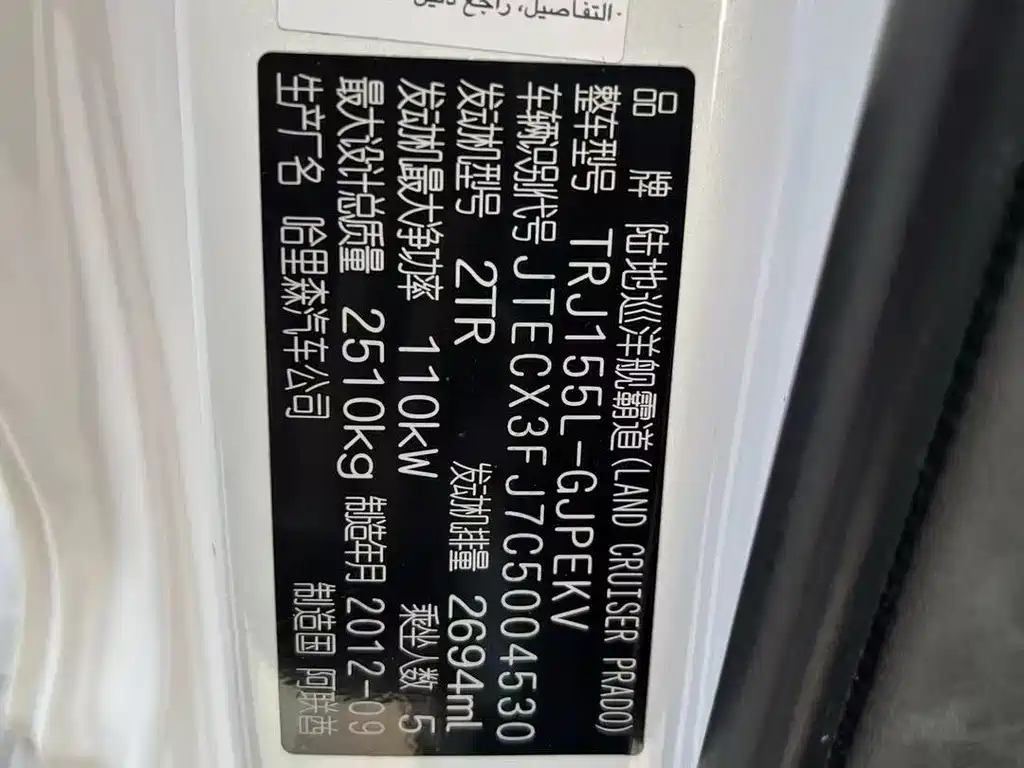 التفاصيل، راجع دليل
品 牌 陆地巡洋舰霸道(LAND CRUISER PRADO)
整车型号 TRJ155L-GJPEKV
车辆识别代号 JTECX3FJ7C5004530
发动机型号 2TR 发动机排量 2694ml
发动机最大净功率 110kW 乘坐人数 5
最大设计总质量 2510kg 制造年月 2012-09
生产厂名 哈里森汽车公司 制造国 阿联酋